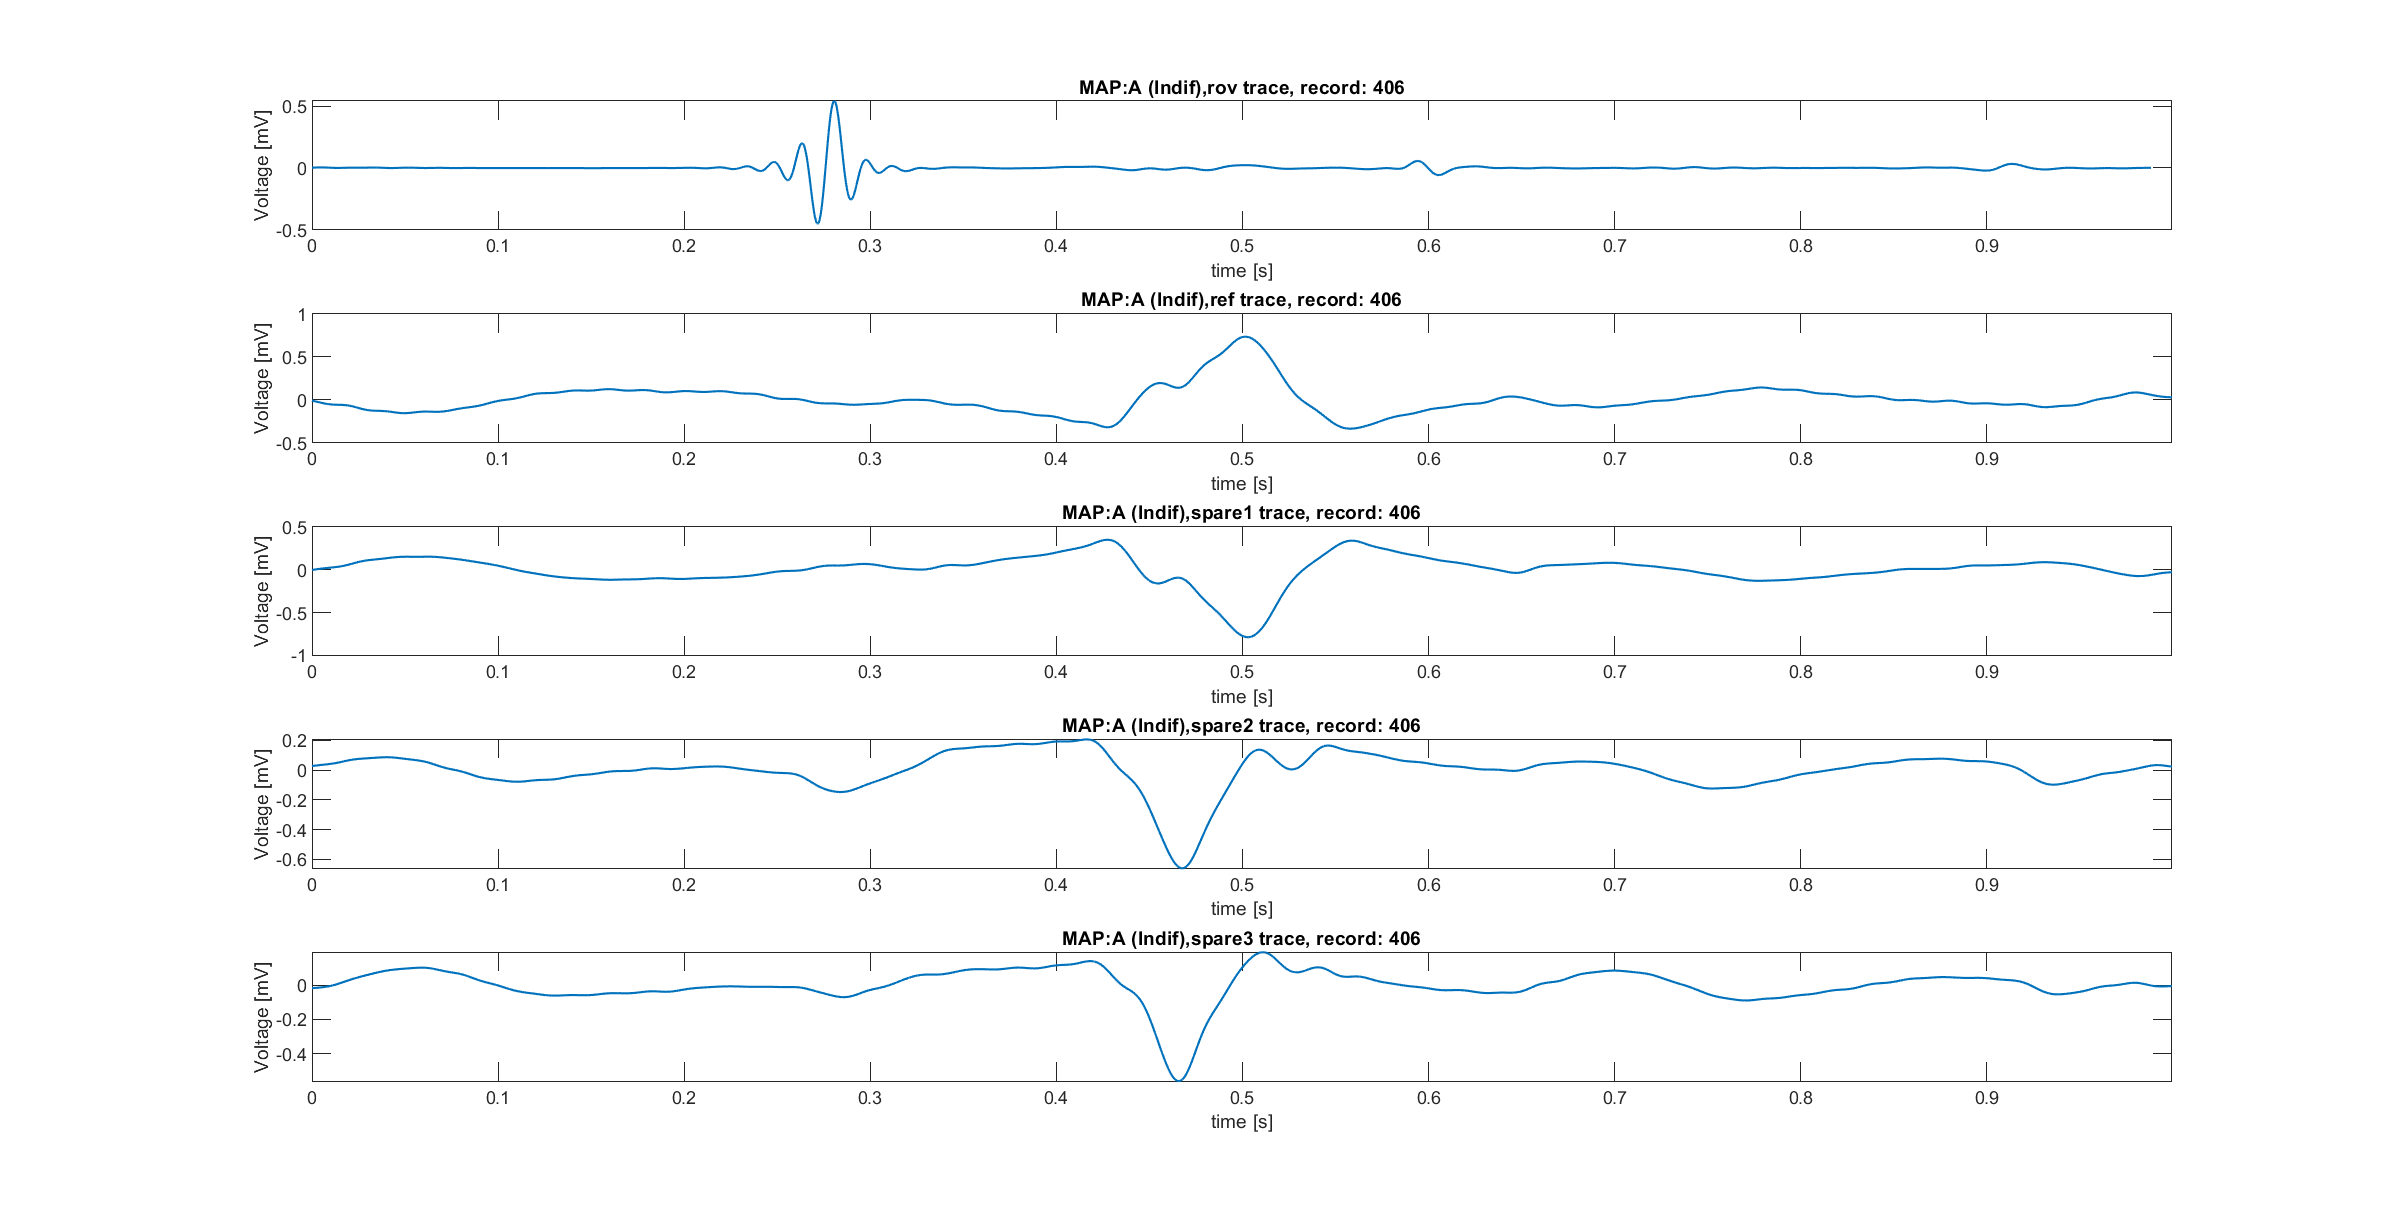 MAP:A (Indif),rov trace, record: 406
Voltage [mV]
0.5
0
-0.5
0 0.1 0.2 0.3 0.4 0.5 0.6 0.7 0.8 0.9
time [s]
MAP:A (Indif),ref trace, record: 406
Voltage [mV]
1
0.5
0
-0.5
0 0.1 0.2 0.3 0.4 0.5 0.6 0.7 0.8 0.9
time [s]
MAP:A (Indif),spare1 trace, record: 406
Voltage [mV]
0.5
0
-0.5
-1
0 0.1 0.2 0.3 0.4 0.5 0.6 0.7 0.8 0.9
time [s]
MAP:A (Indif),spare2 trace, record: 406
Voltage [mV]
0.2
0
-0.2
-0.4
-0.6
0 0.1 0.2 0.3 0.4 0.5 0.6 0.7 0.8 0.9
time [s]
MAP:A (Indif),spare3 trace, record: 406
Voltage [mV]
0
-0.2
-0.4
0 0.1 0.2 0.3 0.4 0.5 0.6 0.7 0.8 0.9
time [s]